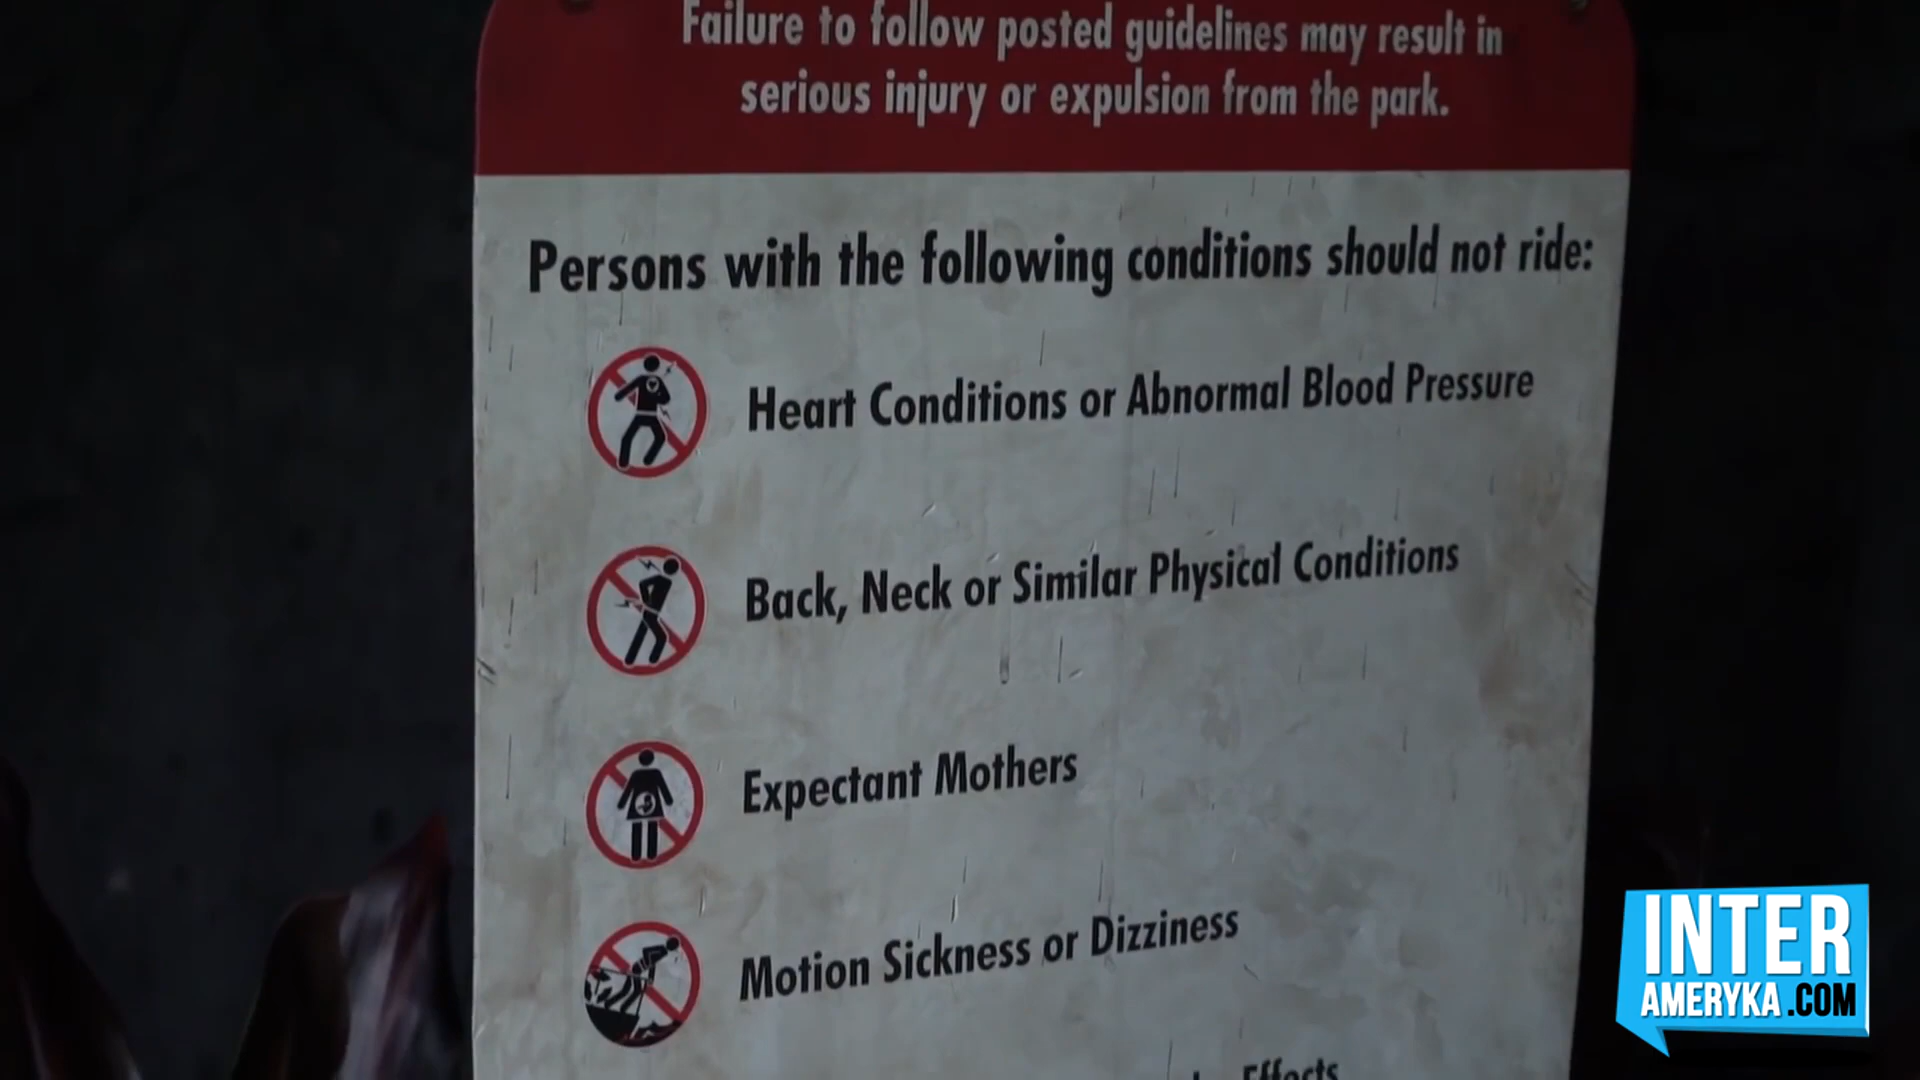 Failure to follow posted guidelines may result in
serious injury or expulsion from the park.
Persons with the following conditions should not ride:
Heart Conditions or Abnormal Blood Pressure
Back, Neck or Similar Physical Conditions
Expectant Mothers
Motion Sickness or Dizziness
Effects
INTER
AMERYKA.COM